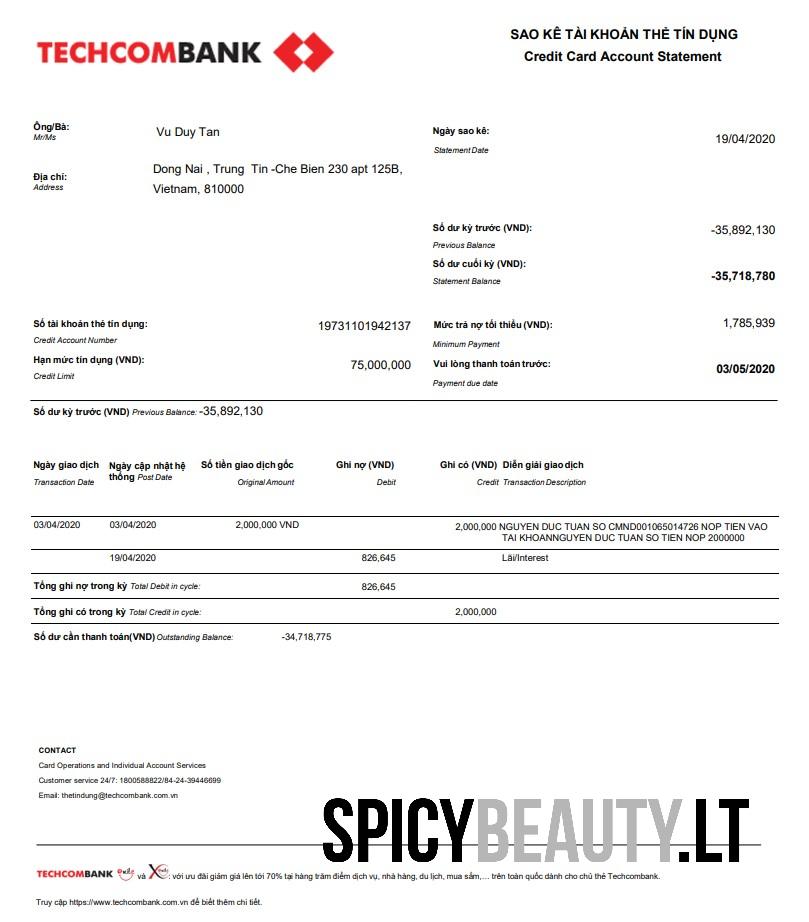 TECHCOMBANK
SAO KÊ TÀI KHOẢN THẺ TÍN DỤNG
Credit Card Account Statement
Ông/Bà:
Mr/Ms
Vu Duy Tan
Ngày sao kê:
Statement Date
19/04/2020
Địa chỉ:
Address
Dong Nai , Trung Tin -Che Bien 230 apt 125B,
Vietnam, 810000
Số dư kỳ trước (VND):
Previous Balance
-35,892,130
Số dư cuối kỳ (VND):
Statement Balance
-35,718,780
Số tài khoản thẻ tín dụng:
Credit Account Number
19731101942137
Mức trả nợ tối thiểu (VND):
Minimum Payment
1,785,939
Hạn mức tín dụng (VND):
Credit Limit
75,000,000
Vui lòng thanh toán trước:
Payment due date
03/05/2020
Số dư kỳ trước (VND) Previous Balance: -35,892,130
Ngày giao dịch
Transaction Date
Ngày cập nhật hệ
thống Post Date
Số tiền giao dịch gốc
Original Amount
Ghi nợ (VND)
Debit
Ghi có (VND)
Credit
Diễn giải giao dịch
Transaction Description
03/04/2020 03/04/2020 2,000,000 VND 2,000,000 NGUYEN DUC TUAN SO CMND001065014726 NOP TIEN VAO
TAI KHOANNGUYEN DUC TUAN SO TIEN NOP 2000000
19/04/2020 826,645 Lãi/Interest
Tổng ghi nợ trong kỳ Total Debit in cycle: 826,645
Tổng ghi có trong kỳ Total Credit in cycle: 2,000,000
Số dư cần thanh toán(VND) Outstanding Balance: -34,718,775
CONTACT
Card Operations and Individual Account Services
Customer service 24/7: 1800588822/84-24-39446699
Email: thetindung@techcombank.com.vn
SPICYBEAUTY.LT
TECHCOMBANK và : với ưu đãi giảm giá lên tới 70% tại hàng trăm điểm dịch vụ, nhà hàng, du lịch, mua sắm,... trên toàn quốc dành cho chủ thẻ Techcombank.
Truy cập https://www.techcombank.com.vn để biết thêm chi tiết.